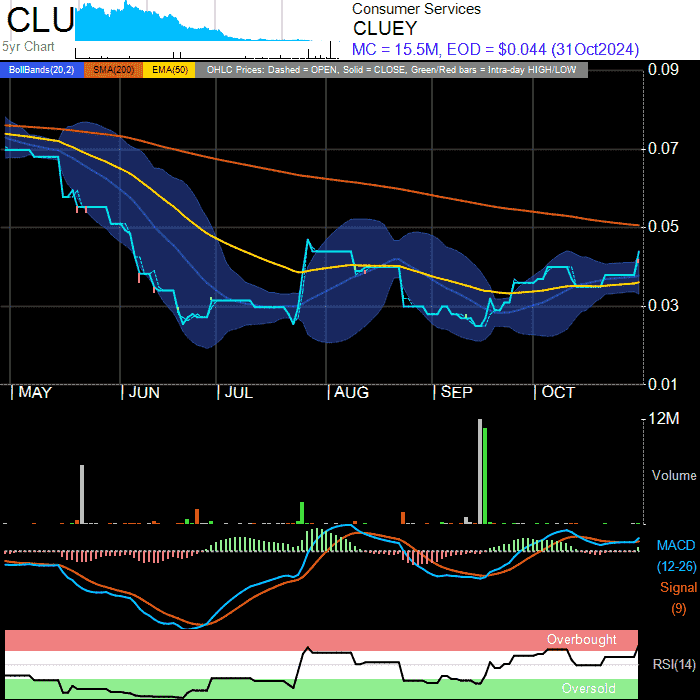 CLU
5yr Chart
Consumer Services
CLUEY
MC = 15.5M, EOD = $0.044 (31Oct2024)
BollBands(20,2) SMA(200) EMA(50) OHLC Prices: Dashed = OPEN, Solid = CLOSE, Green/Red bars = Intra-day HIGH/LOW
0.09
0.07
0.05
0.03
0.01
| MAY | JUN | JUL | AUG | SEP | OCT
12M
Volume
MACD
(12-26)
Signal
(9)
Overbought
RSI(14)
Oversold